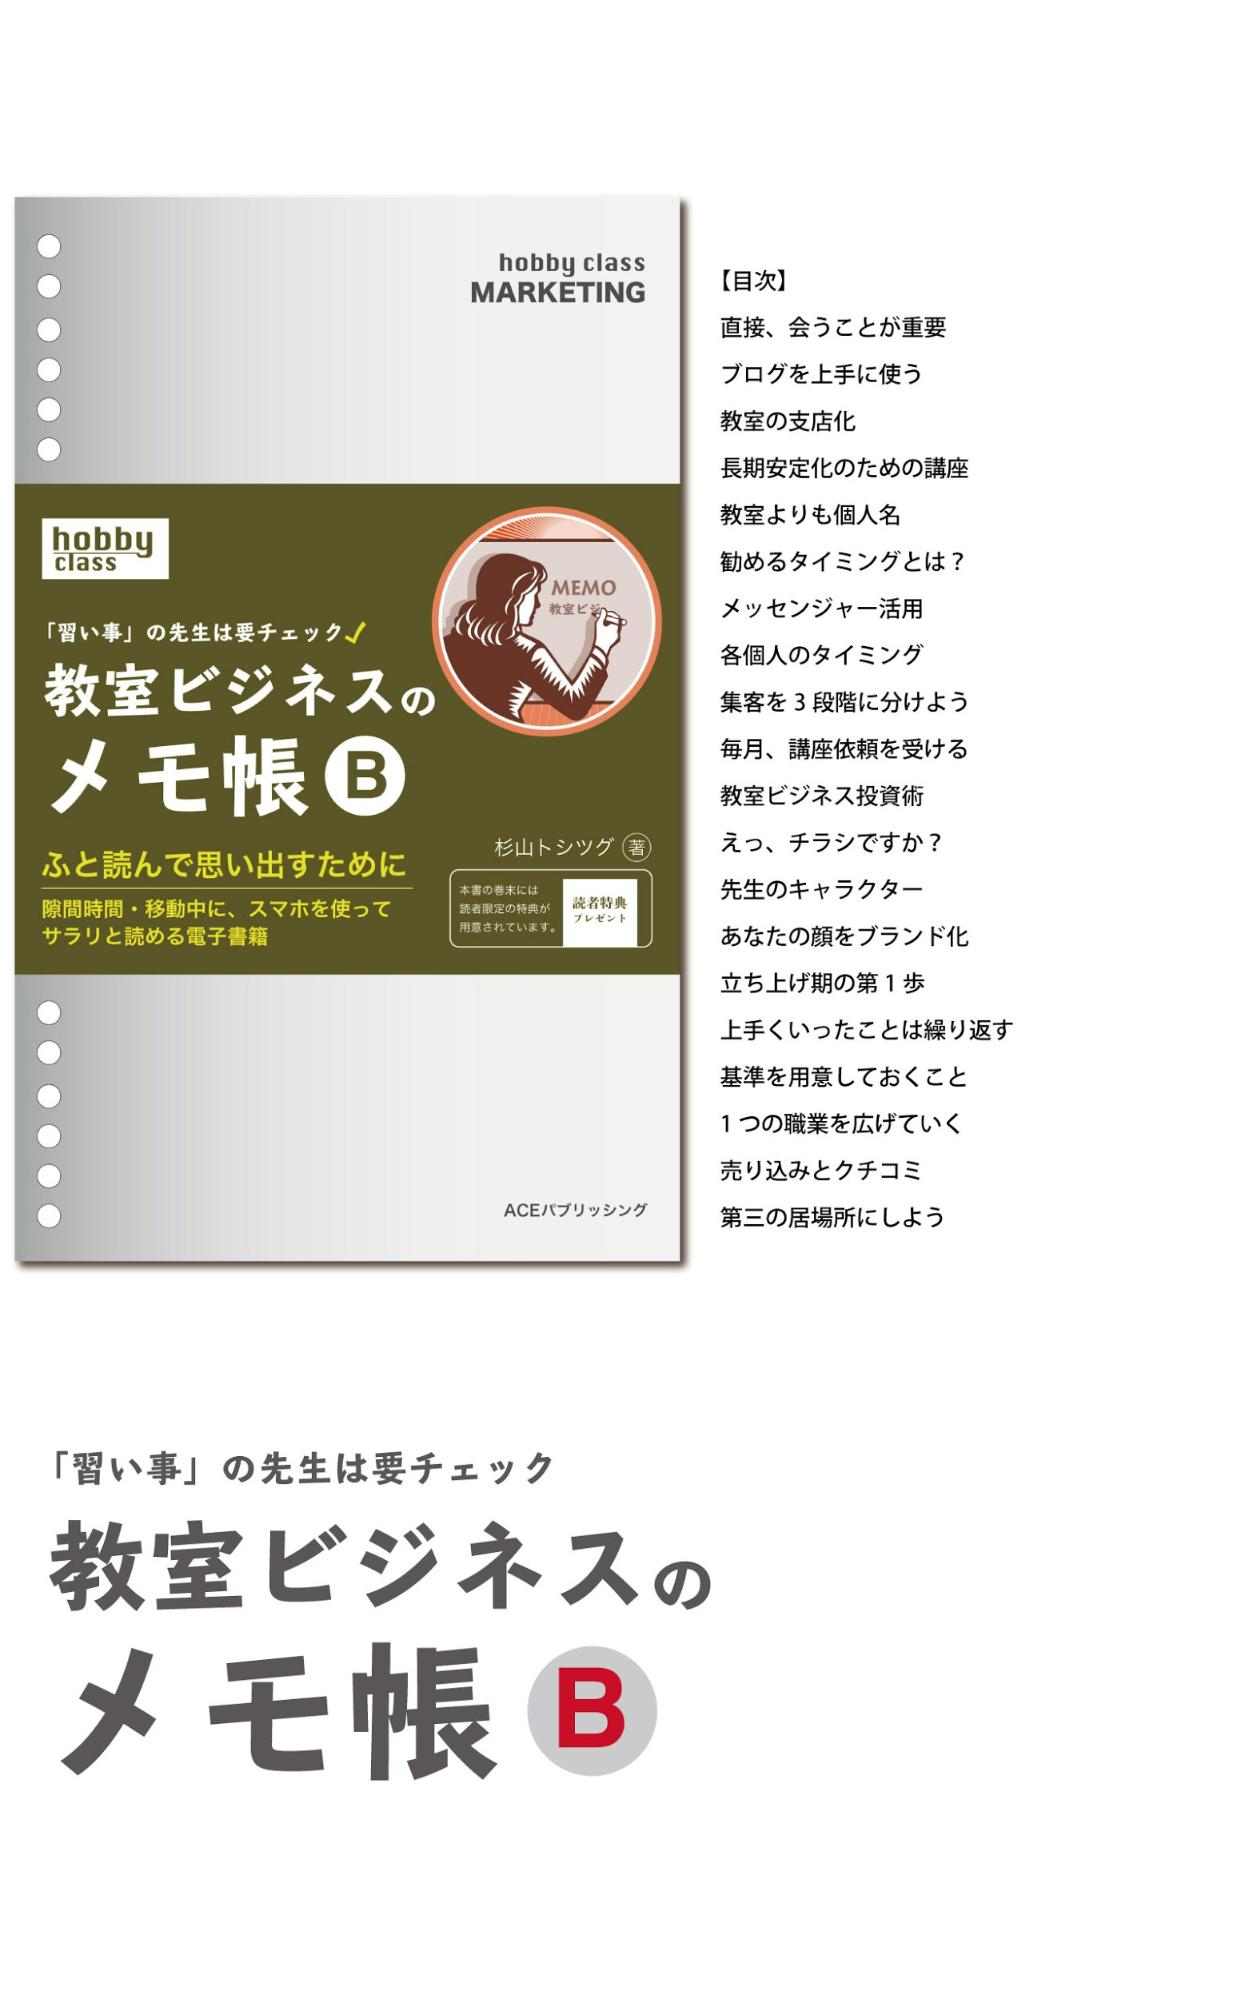 hobby class
MARKETING
hobby
class
MEMO
教室ビジ
「習い事」の先生は要チェック✓
教室ビジネスの
メモ帳 B
杉山トシツグ 著
ふと読んで思い出すために
隙間時間・移動中に、スマホを使って
サラリと読める電子書籍
本書の巻末には
読者限定の特典が
用意されています。
読者特典
プレゼント
ACEパブリッシング
【目次】
直接、会うことが重要
ブログを上手に使う
教室の支店化
長期安定化のための講座
教室よりも個人名
勧めるタイミングとは？
メッセンジャー活用
各個人のタイミング
集客を 3 段階に分けよう
毎月、講座依頼を受ける
教室ビジネス投資術
えっ、チラシですか？
先生のキャラクター
あなたの顔をブランド化
立ち上げ期の第 1 歩
上手くいったことは繰り返す
基準を用意しておくこと
1 つの職業を広げていく
売り込みとクチコミ
第三の居場所にしよう
「習い事」の先生は要チェック
教室ビジネスの
メモ帳 B